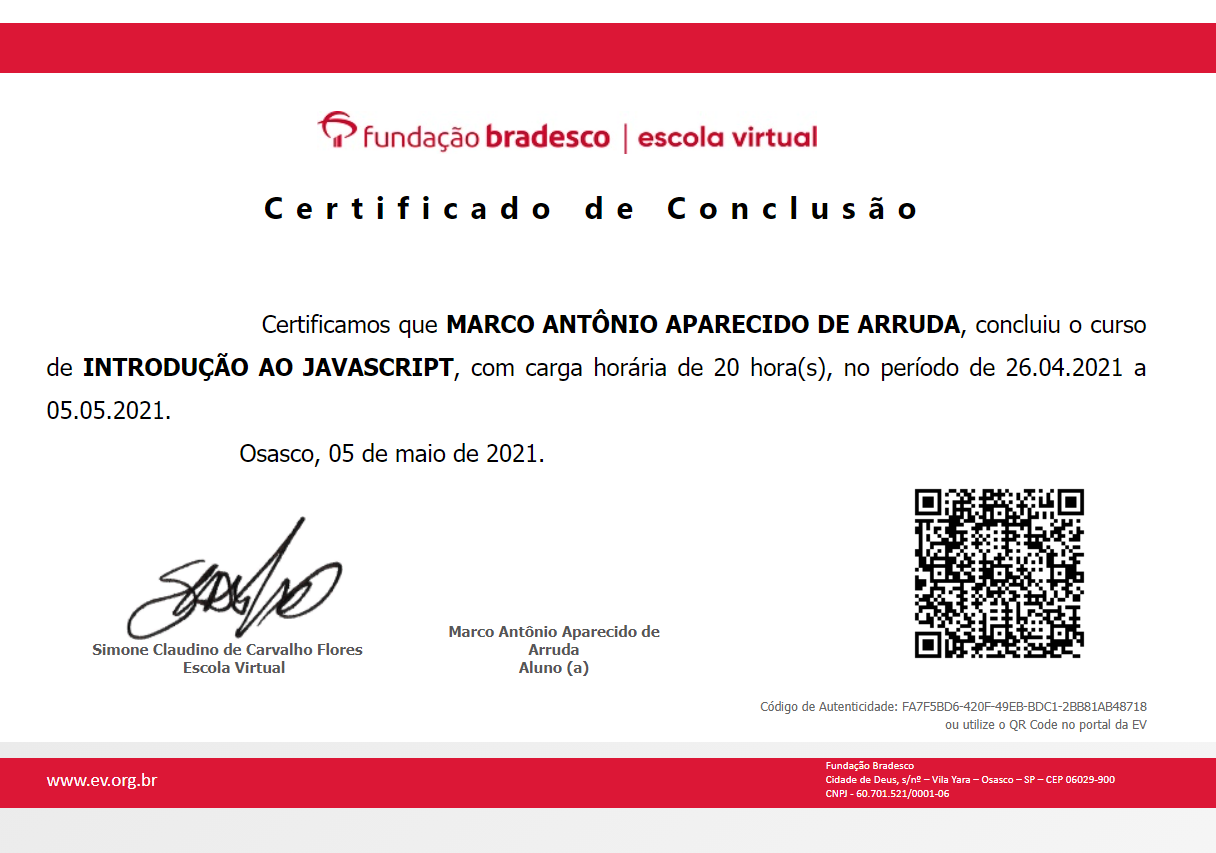 fundação bradesco | escola virtual
Certificado de Conclusão
Certificamos que MARCO ANTÔNIO APARECIDO DE ARRUDA, concluiu o curso
de INTRODUÇÃO AO JAVASCRIPT, com carga horária de 20 hora(s), no período de 26.04.2021 a
05.05.2021.
Osasco, 05 de maio de 2021.
Simone Claudino de Carvalho Flores
Escola Virtual
Marco Antônio Aparecido de
Arruda
Aluno (a)
Código de Autenticidade: FA7F5BD6-420F-49EB-BDC1-2BB81AB48718
ou utilize o QR Code no portal da EV
www.ev.org.br
Fundação Bradesco
Cidade de Deus, s/nº – Vila Yara – Osasco – SP – CEP 06029-900
CNPJ - 60.701.521/0001-06